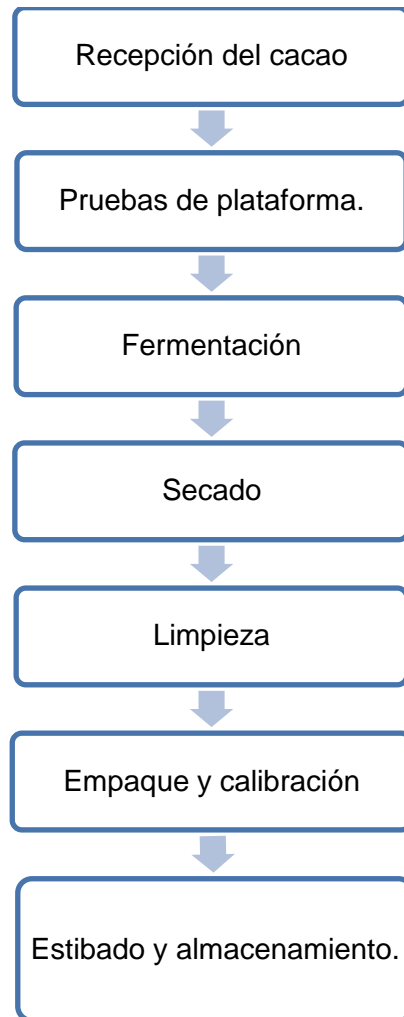 Recepción del cacao
Pruebas de plataforma.
Fermentación
Secado
Limpieza
Empaque y calibración
Estibado y almacenamiento.